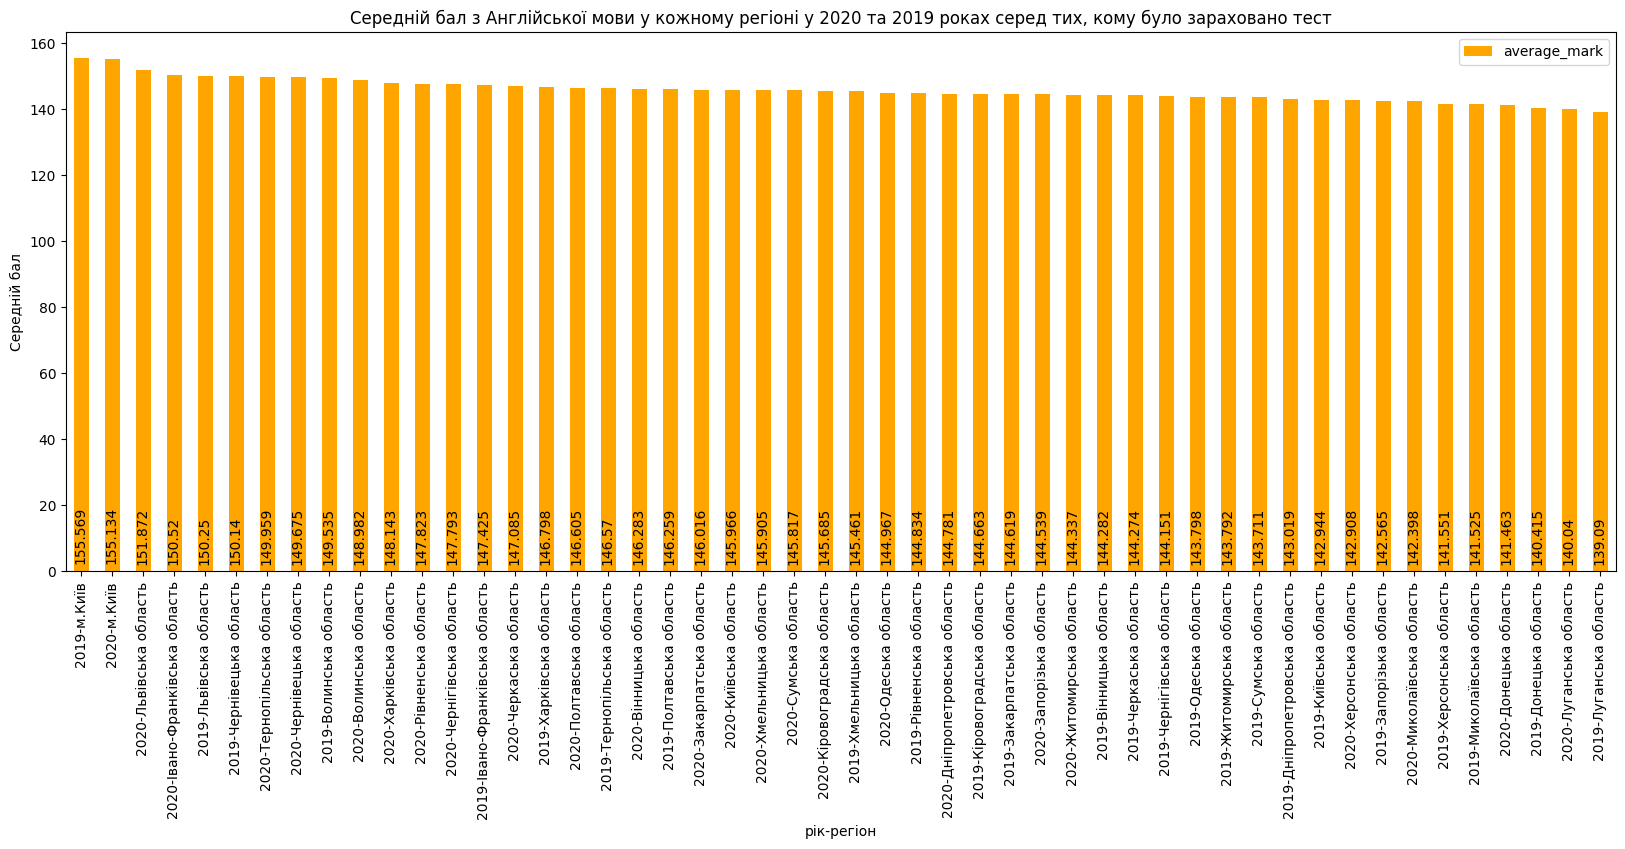 Середній бал з Англійської мови у кожному регіоні у 2020 та 2019 роках серед тих, кому було зараховано тест
average_mark
Середній бал
160
140
120
100
80
60
40
20
0
155.569
155.134
151.872
150.52
150.25
150.14
149.959
149.675
149.535
148.982
148.143
147.823
147.793
147.425
147.085
146.798
146.605
146.57
146.283
146.259
146.016
145.966
145.905
145.817
145.685
145.461
144.967
144.834
144.781
144.663
144.619
144.539
144.337
144.282
144.274
144.151
143.798
143.792
143.711
143.019
142.944
142.908
142.565
142.398
141.551
141.525
141.463
140.415
140.04
139.09
2019-м.Київ
2020-м.Київ
2020-Львівська область
2020-Івано-Франківська область
2019-Львівська область
2019-Чернівецька область
2020-Тернопільська область
2020-Чернівецька область
2019-Волинська область
2020-Волинська область
2020-Харківська область
2020-Рівненська область
2020-Чернігівська область
2019-Івано-Франківська область
2020-Черкаська область
2019-Харківська область
2020-Полтавська область
2019-Тернопільська область
2020-Вінницька область
2019-Полтавська область
2020-Закарпатська область
2020-Київська область
2020-Хмельницька область
2020-Сумська область
2020-Кіровоградська область
2019-Хмельницька область
2020-Одеська область
2019-Рівненська область
2020-Дніпропетровська область
2019-Кіровоградська область
2019-Закарпатська область
2020-Запорізька область
2020-Житомирська область
2019-Вінницька область
2019-Черкаська область
2019-Чернігівська область
2019-Одеська область
2019-Житомирська область
2019-Сумська область
2019-Дніпропетровська область
2019-Київська область
2020-Херсонська область
2019-Запорізька область
2020-Миколаївська область
2019-Херсонська область
2019-Миколаївська область
2020-Донецька область
2019-Донецька область
2020-Луганська область
2019-Луганська область
рік-регіон